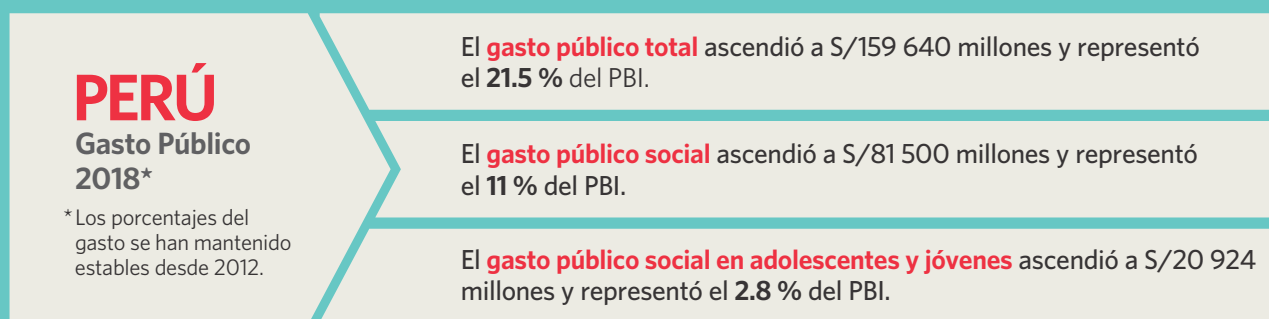 PERÚ
Gasto Público
2018*
* Los porcentajes del
gasto se han mantenido
estables desde 2012.
El gasto público total ascendió a S/159 640 millones y representó
el 21.5 % del PBI.
El gasto público social ascendió a S/81 500 millones y representó
el 11 % del PBI.
El gasto público social en adolescentes y jóvenes ascendió a S/20 924
millones y representó el 2.8 % del PBI.